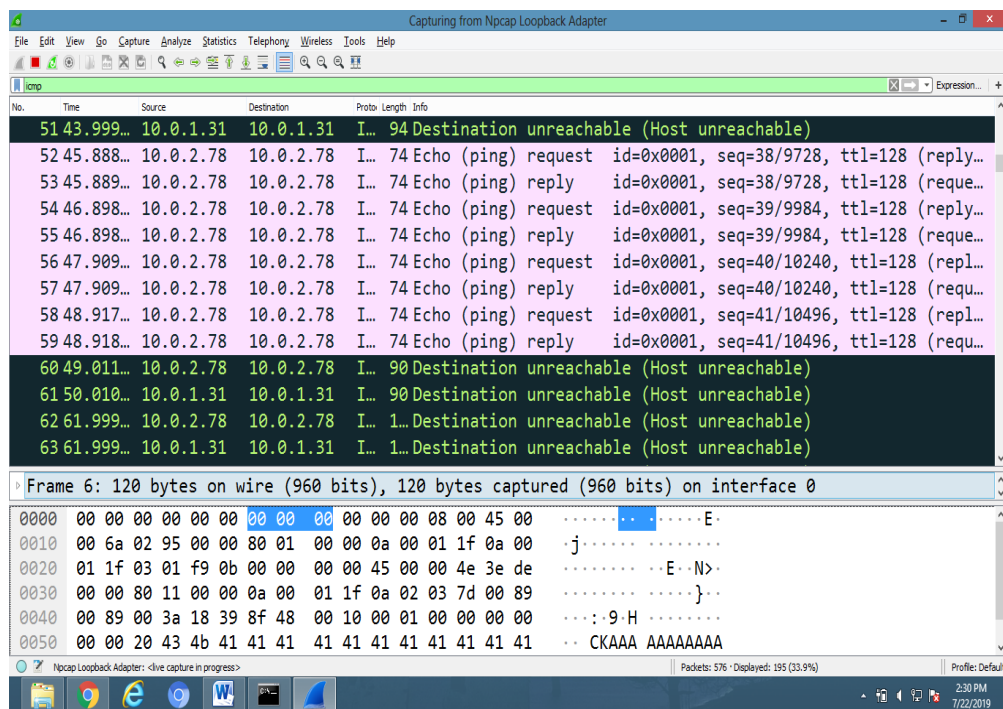 Capturing from Npcap Loopback Adapter
File Edit View Go Capture Analyze Statistics Telephony Wireless Tools Help
icmp Expression... +
No. Time Source Destination Proto Length Info
51 43.999… 10.0.1.31 10.0.1.31 I… 94 Destination unreachable (Host unreachable)
52 45.888… 10.0.2.78 10.0.2.78 I… 74 Echo (ping) request id=0x0001, seq=38/9728, ttl=128 (reply…
53 45.889… 10.0.2.78 10.0.2.78 I… 74 Echo (ping) reply id=0x0001, seq=38/9728, ttl=128 (reque…
54 46.898… 10.0.2.78 10.0.2.78 I… 74 Echo (ping) request id=0x0001, seq=39/9984, ttl=128 (reply…
55 46.898… 10.0.2.78 10.0.2.78 I… 74 Echo (ping) reply id=0x0001, seq=39/9984, ttl=128 (reque…
56 47.909… 10.0.2.78 10.0.2.78 I… 74 Echo (ping) request id=0x0001, seq=40/10240, ttl=128 (repl…
57 47.909… 10.0.2.78 10.0.2.78 I… 74 Echo (ping) reply id=0x0001, seq=40/10240, ttl=128 (requ…
58 48.917… 10.0.2.78 10.0.2.78 I… 74 Echo (ping) request id=0x0001, seq=41/10496, ttl=128 (repl…
59 48.918… 10.0.2.78 10.0.2.78 I… 74 Echo (ping) reply id=0x0001, seq=41/10496, ttl=128 (requ…
60 49.011… 10.0.2.78 10.0.2.78 I… 90 Destination unreachable (Host unreachable)
61 50.010… 10.0.2.78 10.0.2.78 I… 90 Destination unreachable (Host unreachable)
62 61.999… 10.0.2.78 10.0.2.78 I… 1… Destination unreachable (Host unreachable)
63 61.999… 10.0.1.31 10.0.1.31 I… 1… Destination unreachable (Host unreachable)
Frame 6: 120 bytes on wire (960 bits), 120 bytes captured (960 bits) on interface 0
0000 00 00 00 00 00 00 00 00 00 00 00 00 08 00 45 00 ········ ······E·
0010 00 6a 02 95 00 00 80 01 00 00 0a 00 01 1f 0a 00 ·j······ ········
0020 01 1f 03 01 f9 0b 00 00 00 00 45 00 00 4e 3e de ········ ··E··N>·
0030 00 00 80 11 00 00 0a 00 01 1f 0a 02 03 7d 00 89 ········ ·····}··
0040 00 89 00 3a 18 39 8f 48 00 10 00 01 00 00 00 00 ···:·9·H ········
0050 00 00 20 43 4b 41 41 41 41 41 41 41 41 41 41 41 ·· CKAAA AAAAAAAA
Npcap Loopback Adapter: <live capture in progress> Packets: 576 · Displayed: 195 (33.9%) Profile: Default
2:30 PM
7/22/2019